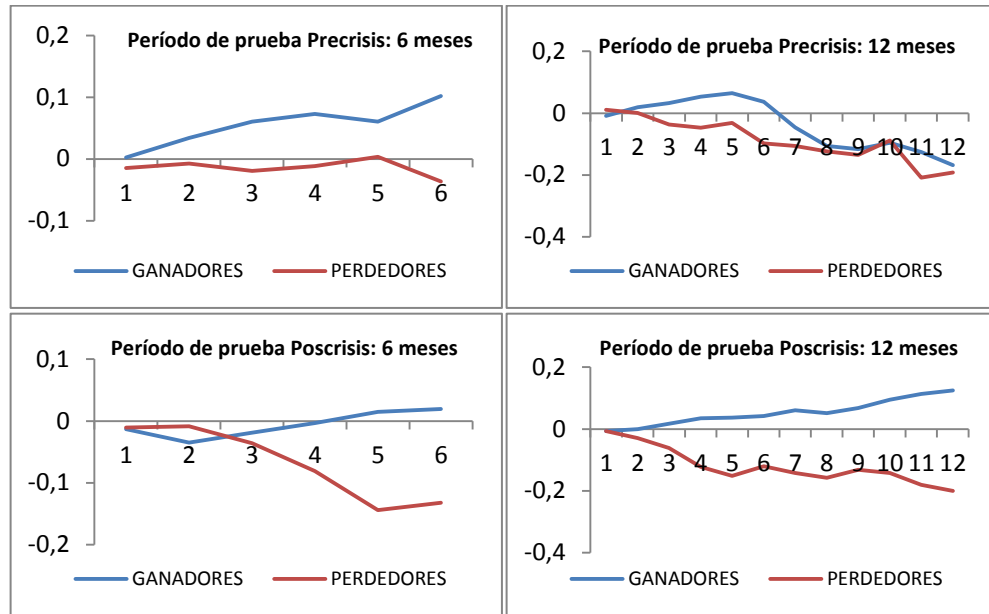 Período de prueba Precrisis: 6 meses
0,2
0,1
0
-0,1
1 2 3 4 5 6
GANADORES PERDEDORES
Período de prueba Precrisis: 12 meses
0,2
0
-0,2
-0,4
1 2 3 4 5 6 7 8 9 10 11 12
GANADORES PERDEDORES
Período de prueba Poscrisis: 6 meses
0,1
0
-0,1
-0,2
1 2 3 4 5 6
GANADORES PERDEDORES
Período de prueba Poscrisis: 12 meses
0,2
0
-0,2
-0,4
1 2 3 4 5 6 7 8 9 10 11 12
GANADORES PERDEDORES